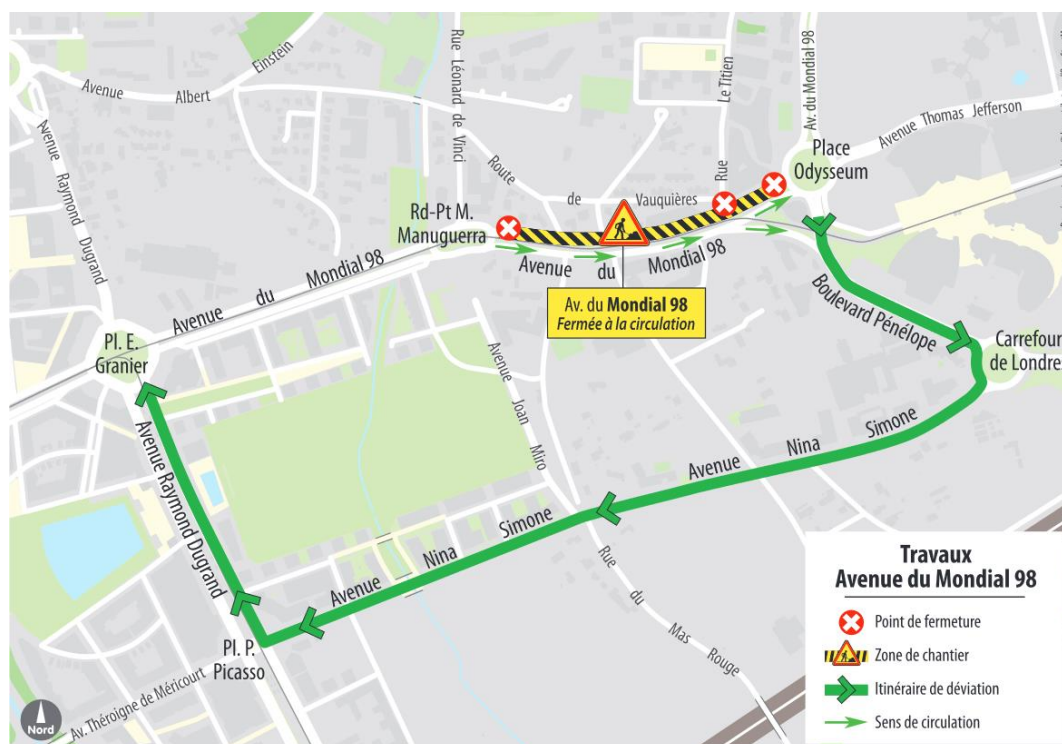 Avenue Albert Einstein
Avenue Raymond Dugrand
Rue Léonard de Vinci
Route de Vauquières
Rue Le Titien
Av. du Mondial 98
Avenue Thomas Jefferson
Place
Odysseum
Rd-Pt M.
Manuguerra
Avenue du Mondial 98
Avenue du Mondial 98
Av. du Mondial 98
Fermée à la circulation
Pl. E.
Granier
Boulevard Pénélope
Carrefour
de Londre
Avenue Joan Miro
Avenue Nina Simone
Avenue Nina Simone
Avenue Raymond Dugrand
Rue du Mas Rouge
Pl. P.
Picasso
Av. Théroigne de Méricourt
Nord
Travaux
Avenue du Mondial 98
Point de fermeture
Zone de chantier
Itinéraire de déviation
Sens de circulation